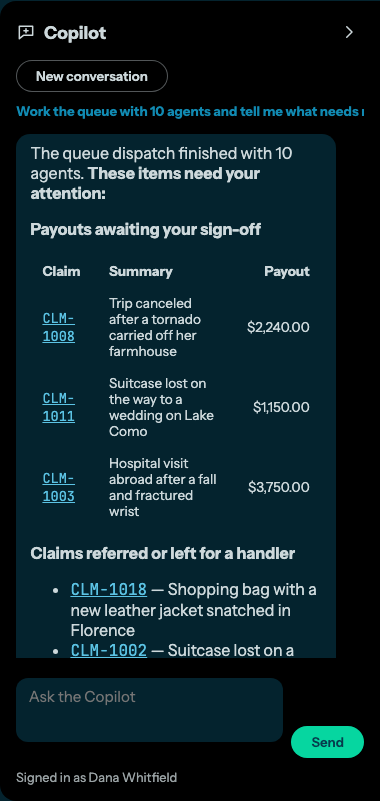 Copilot
New conversation
Work the queue with 10 agents and tell me what needs
The queue dispatch finished with 10
agents. These items need your
attention:
Payouts awaiting your sign-off
Claim Summary Payout
CLM-1008 Trip canceled after a tornado carried off her farmhouse $2,240.00
CLM-1011 Suitcase lost on the way to a wedding on Lake Como $1,150.00
CLM-1003 Hospital visit abroad after a fall and fractured wrist $3,750.00
Claims referred or left for a handler
• CLM-1018 — Shopping bag with a
new leather jacket snatched in
Florence
• CLM-1002 — Suitcase lost on a
Ask the Copilot
Send
Signed in as Dana Whitfield